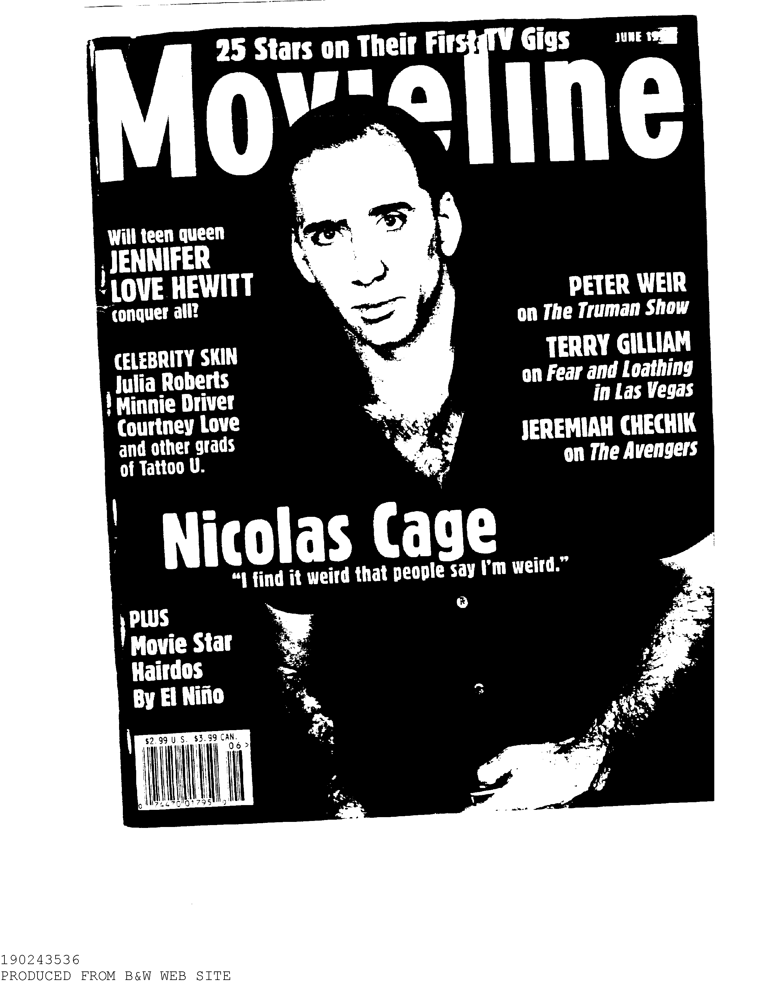 25 Stars on Their First TV Gigs
JUNE
Movieline
Will teen queen
JENNIFER
LOVE HEWITT
conquer all?
CELEBRITY SKIN
Julia Roberts
Minnie Driver
Courtney Love
and other grads
of Tattoo U.
PETER WEIR
on The Truman Show
TERRY GILLIAM
on Fear and Loathing
in Las Vegas
JEREMIAH CHECHIK
on The Avengers
Nicolas Cage
“I find it weird that people say I'm weird.”
PLUS
Movie Star
Hairdos
By El Niño
$2.99 U.S. $3.99 CAN.
06>
190243536
PRODUCED FROM B&W WEB SITE